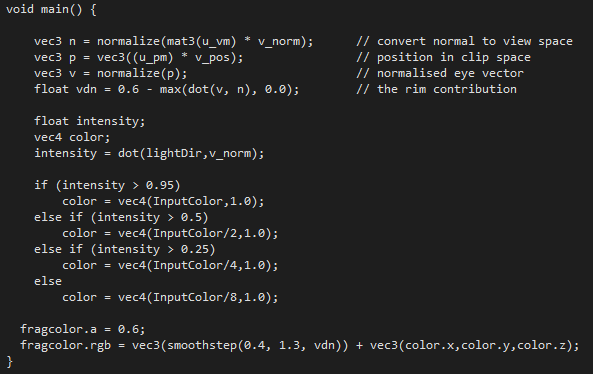 void main() {
vec3 n = normalize(mat3(u_vm) * v_norm);      // convert normal to view space
vec3 p = vec3((u_pm) * v_pos);                // position in clip space
vec3 v = normalize(p);                        // normalised eye vector
float vdn = 0.6 - max(dot(v, n), 0.0);        // the rim contribution
float intensity;
vec4 color;
intensity = dot(lightDir,v_norm);
if (intensity > 0.95)
color = vec4(InputColor,1.0);
else if (intensity > 0.5)
color = vec4(InputColor/2,1.0);
else if (intensity > 0.25)
color = vec4(InputColor/4,1.0);
else
color = vec4(InputColor/8,1.0);
fragcolor.a = 0.6;
fragcolor.rgb = vec3(smoothstep(0.4, 1.3, vdn)) + vec3(color.x,color.y,color.z);
}